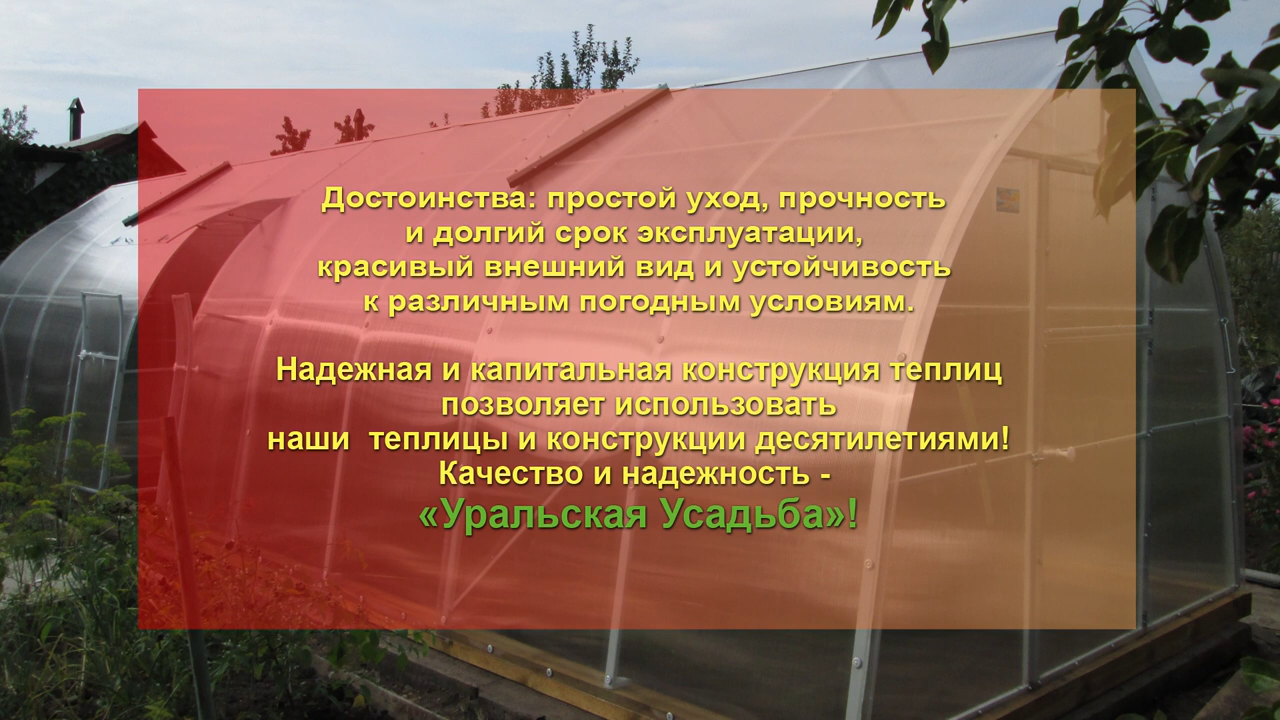 Достоинства: простой уход, прочность
и долгий срок эксплуатации,
красивый внешний вид и устойчивость
к различным погодным условиям.
Надежная и капитальная конструкция теплиц
позволяет использовать
наши  теплицы и конструкции десятилетиями!
Качество и надежность -
«Уральская Усадьба»!